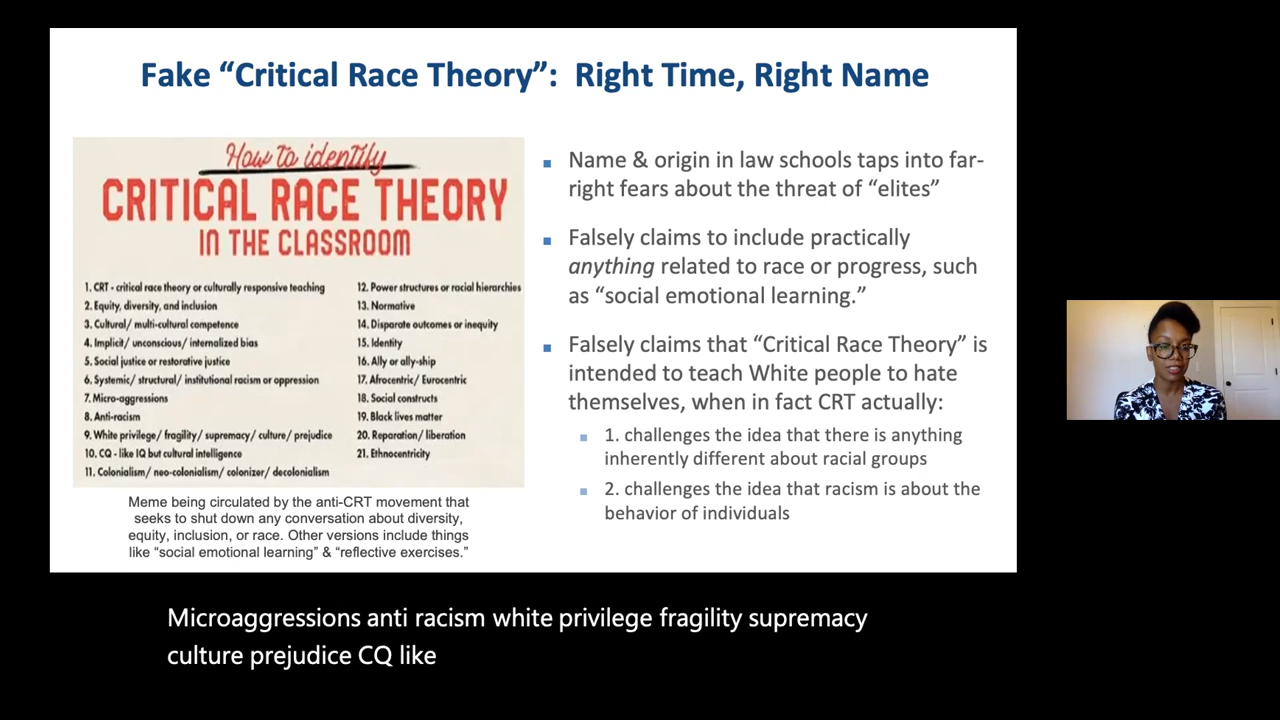 Fake “Critical Race Theory”: Right Time, Right Name
How to identify
CRITICAL RACE THEORY
IN THE CLASSROOM
1. CRT - critical race theory or culturally responsive teaching
2. Equity, diversity, and inclusion
3. Cultural/ multi-cultural competence
4. Implicit/ unconscious/ internalized bias
5. Social justice or restorative justice
6. Systemic/ structural/ institutional racism or oppression
7. Micro-aggressions
8. Anti-racism
9. White privilege/ fragility/ supremacy/ culture/ prejudice
10. CQ - like IQ but cultural intelligence
11. Colonialism/ neo-colonialism/ colonizer/ decolonialism
12. Power structures or racial hierarchies
13. Normative
14. Disparate outcomes or inequity
15. Identity
16. Ally or ally-ship
17. Afrocentric/ Eurocentric
18. Social constructs
19. Black lives matter
20. Reparation/ liberation
21. Ethnocentricity
Meme being circulated by the anti-CRT movement that
seeks to shut down any conversation about diversity,
equity, inclusion, or race. Other versions include things
like “social emotional learning” & “reflective exercises.”
Name & origin in law schools taps into far-
right fears about the threat of “elites”
Falsely claims to include practically
anything related to race or progress, such
as “social emotional learning.”
Falsely claims that “Critical Race Theory” is
intended to teach White people to hate
themselves, when in fact CRT actually:
1. challenges the idea that there is anything
inherently different about racial groups
2. challenges the idea that racism is about the
behavior of individuals
Microaggressions anti racism white privilege fragility supremacy
culture prejudice CQ like